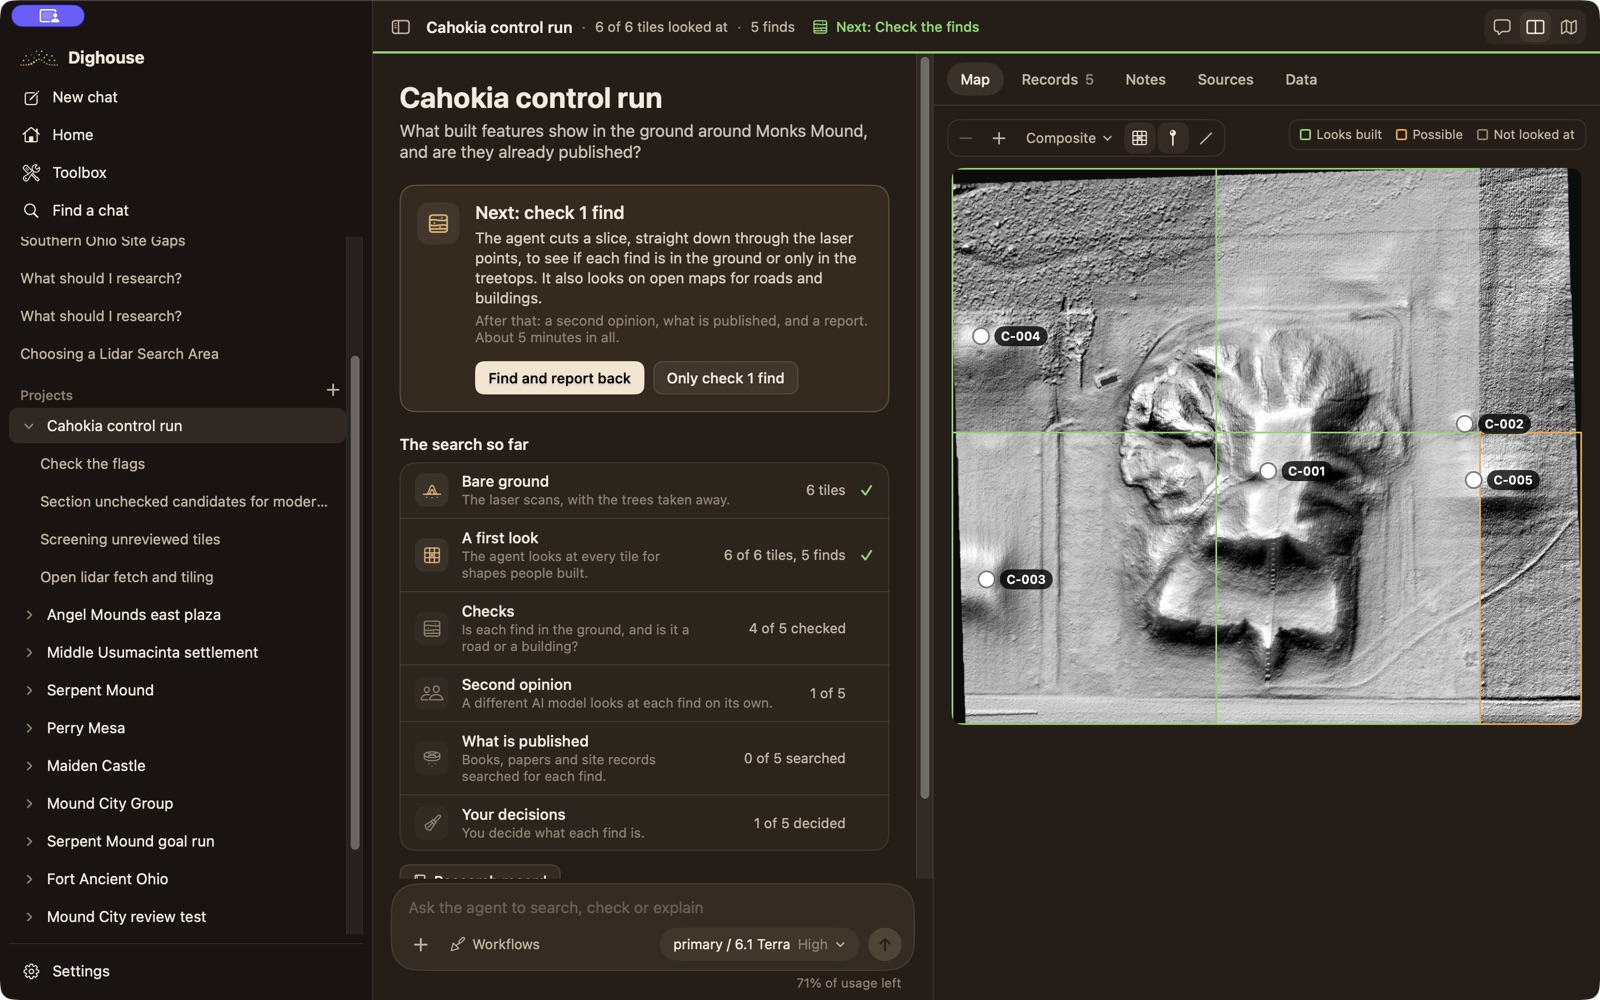 Dighouse
New chat
Home
Toolbox
Find a chat
Southern Ohio Site Gaps
What should I research?
What should I research?
Choosing a Lidar Search Area
Projects
Cahokia control run
Check the flags
Section unchecked candidates for moder...
Screening unreviewed tiles
Open lidar fetch and tiling
Angel Mounds east plaza
Middle Usumacinta settlement
Serpent Mound
Perry Mesa
Maiden Castle
Mound City Group
Serpent Mound goal run
Fort Ancient Ohio
Mound City review test
Settings
Cahokia control run · 6 of 6 tiles looked at · 5 finds Next: Check the finds
Cahokia control run
What built features show in the ground around Monks Mound,
and are they already published?
Next: check 1 find
The agent cuts a slice, straight down through the laser
points, to see if each find is in the ground or only in the
treetops. It also looks on open maps for roads and
buildings.
After that: a second opinion, what is published, and a report.
About 5 minutes in all.
Find and report back Only check 1 find
The search so far
Bare ground
The laser scans, with the trees taken away.
6 tiles
A first look
The agent looks at every tile for
shapes people built.
6 of 6 tiles, 5 finds
Checks
Is each find in the ground, and is it a
road or a building?
4 of 5 checked
Second opinion
A different AI model looks at each find on its own.
1 of 5
What is published
Books, papers and site records
searched for each find.
0 of 5 searched
Your decisions
You decide what each find is.
1 of 5 decided
Research record
Ask the agent to search, check or explain
Workflows
primary / 6.1 Terra High
71% of usage left
Map Records 5 Notes Sources Data
Composite
Looks built Possible Not looked at
C-004
C-002
C-001
C-005
C-003